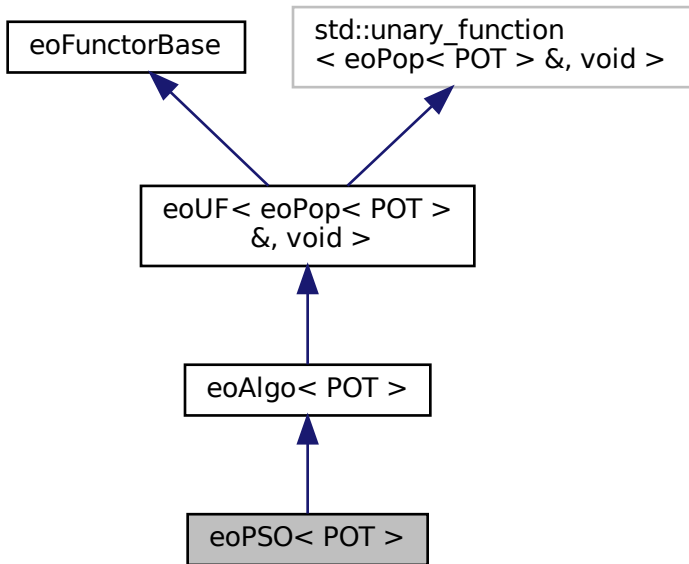 eoFunctorBase
std::unary_function
< eoPop< POT > &, void >
eoUF< eoPop< POT >
&, void >
eoAlgo< POT >
eoPSO< POT >